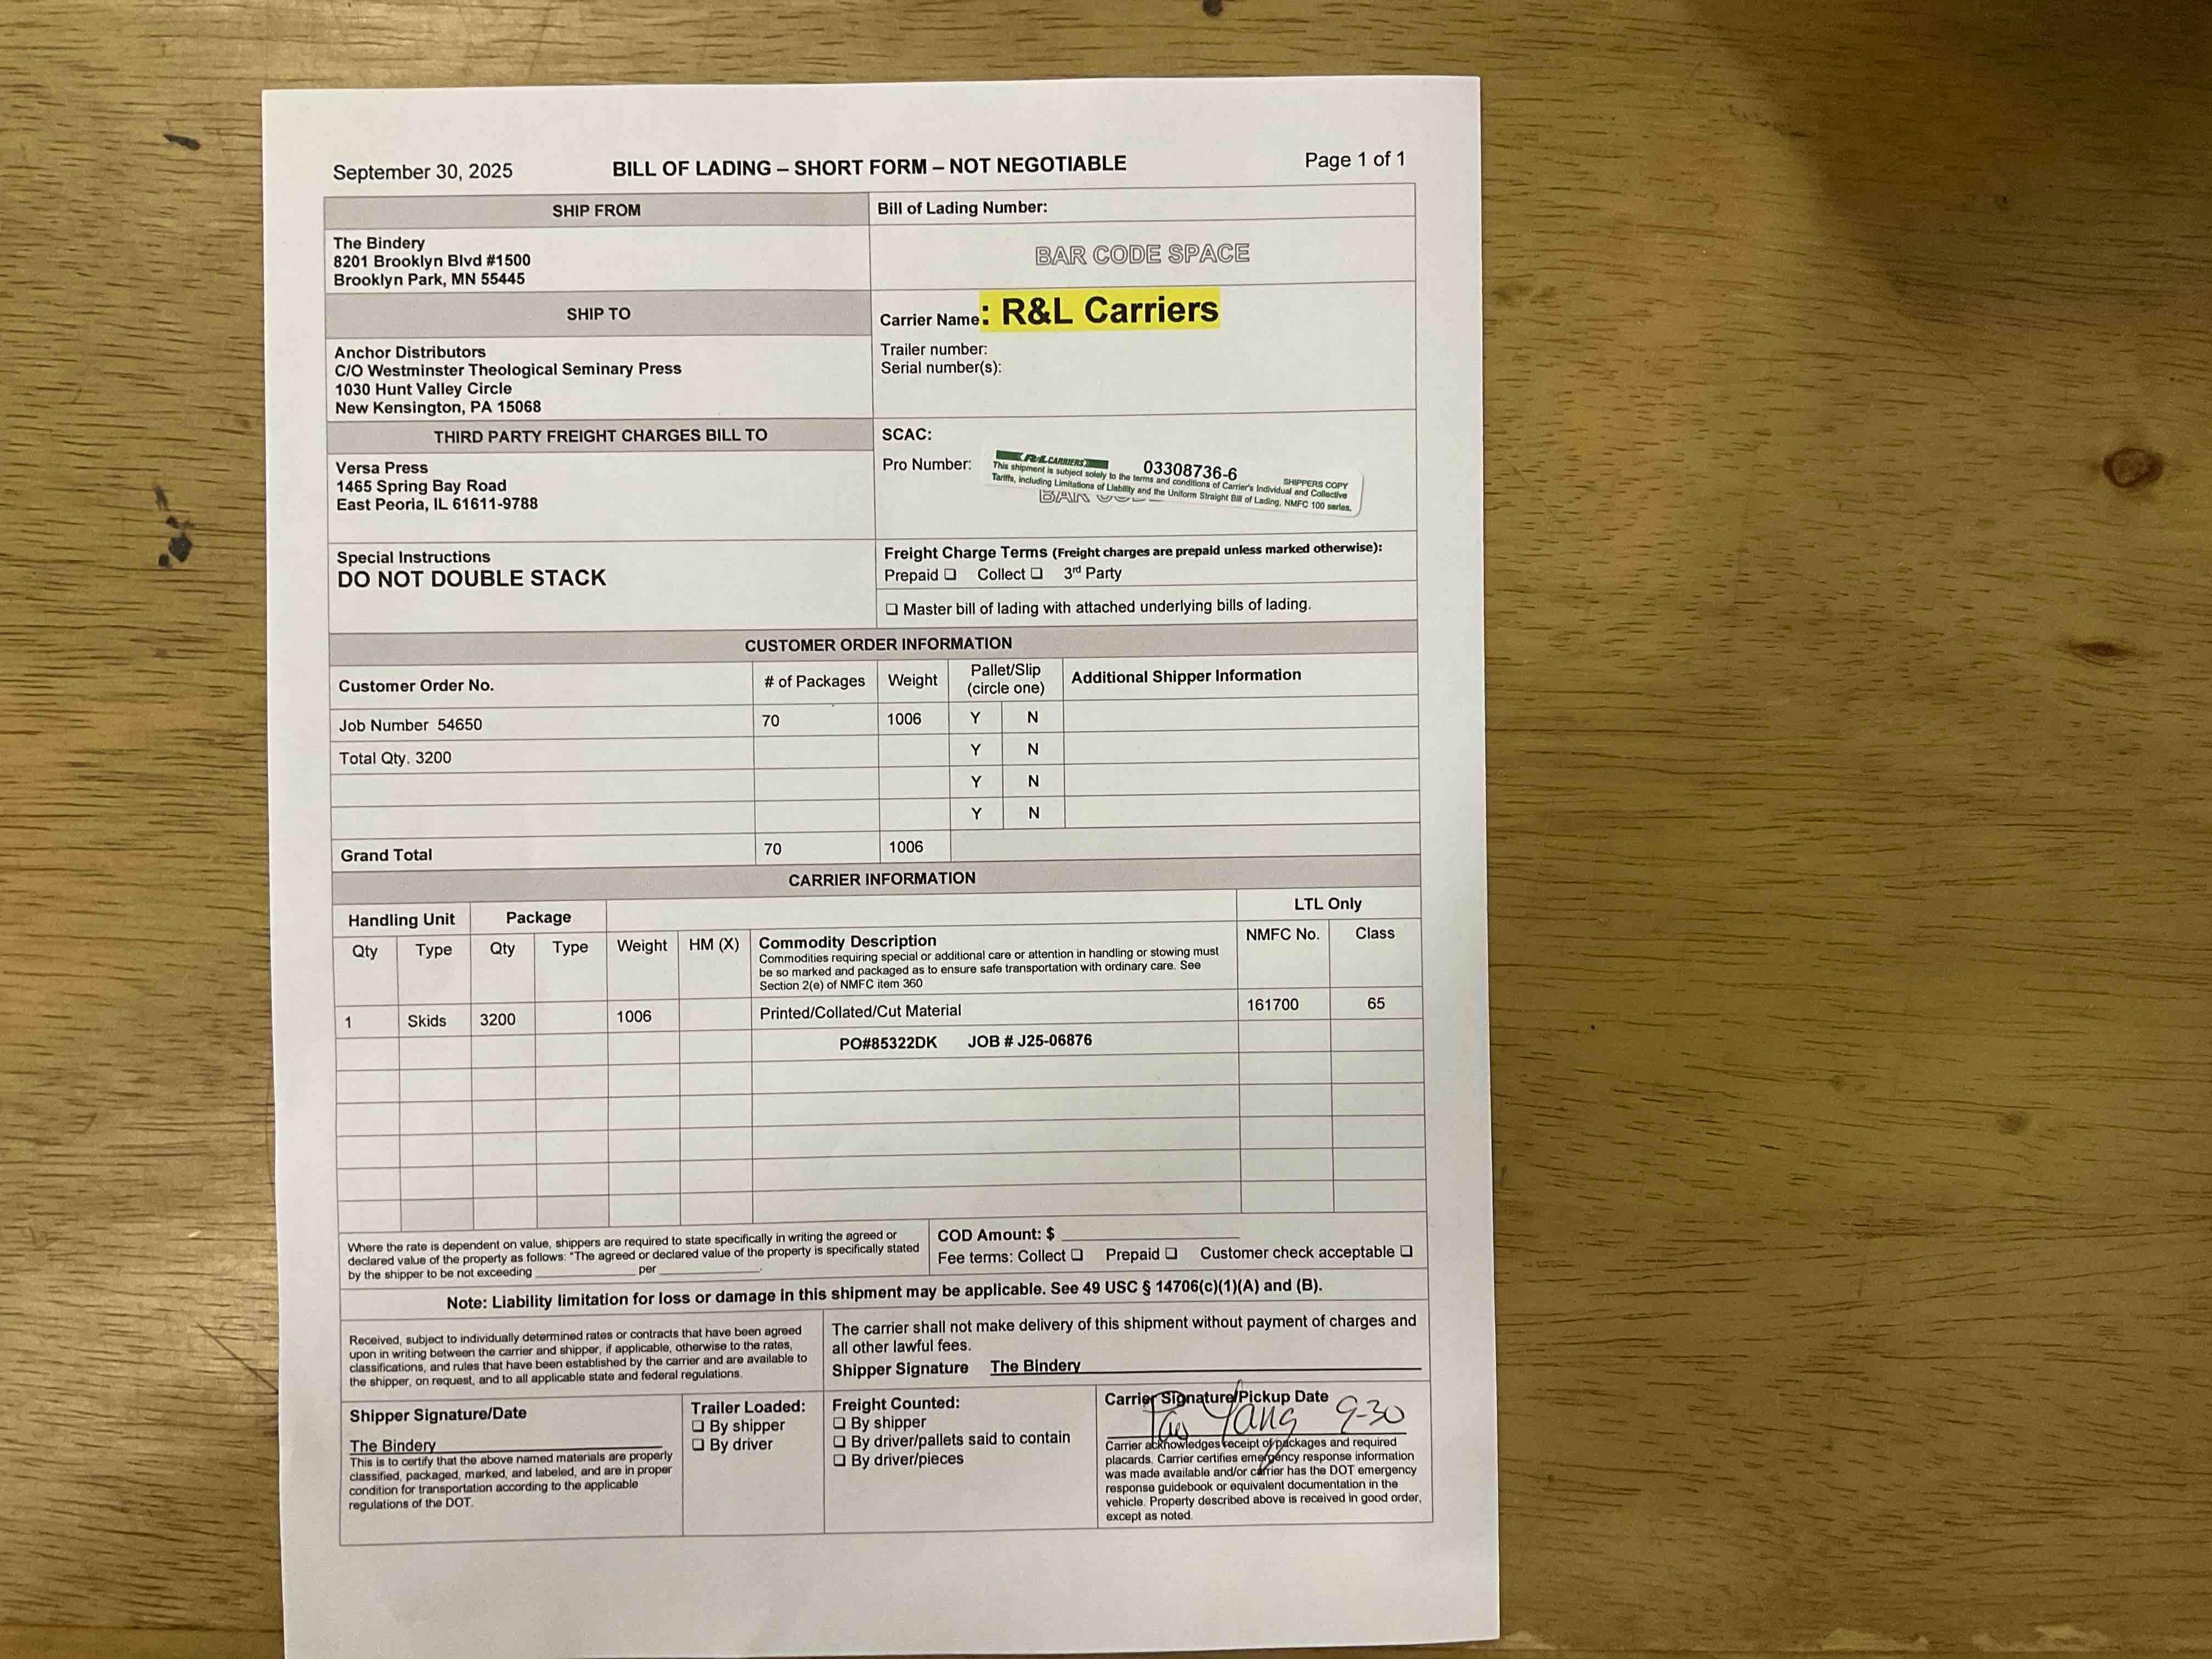 September 30, 2025
BILL OF LADING – SHORT FORM – NOT NEGOTIABLE
Page 1 of 1
SHIP FROM
The Bindery
8201 Brooklyn Blvd #1500
Brooklyn Park, MN 55445
Bill of Lading Number:
BAR CODE SPACE
SHIP TO
Anchor Distributors
C/O Westminster Theological Seminary Press
1030 Hunt Valley Circle
New Kensington, PA 15068
Carrier Name: R&L Carriers
Trailer number:
Serial number(s):
THIRD PARTY FREIGHT CHARGES BILL TO
Versa Press
1465 Spring Bay Road
East Peoria, IL 61611-9788
SCAC:
Pro Number:
R&L CARRIERS
03308736-6
SHIPPERS COPY
This shipment is subject solely to the terms and conditions of Carrier's Individual and Collective
Tariffs, including Limitations of Liability and the Uniform Straight Bill of Lading, NMFC 100 series.
BAR
Special Instructions
DO NOT DOUBLE STACK
Freight Charge Terms (Freight charges are prepaid unless marked otherwise):
Prepaid ❑ Collect ❑ 3rd Party
❑ Master bill of lading with attached underlying bills of lading.
CUSTOMER ORDER INFORMATION
Customer Order No. # of Packages Weight Pallet/Slip (circle one) Additional Shipper Information
Job Number 54650 70 1006 Y N
Total Qty. 3200 Y N
Y N
Y N
Grand Total 70 1006
CARRIER INFORMATION
Handling Unit Package LTL Only
Qty Type Qty Type Weight HM (X) Commodity Description NMFC No. Class
Commodities requiring special or additional care or attention in handling or stowing must
be so marked and packaged as to ensure safe transportation with ordinary care. See
Section 2(e) of NMFC item 360
1 Skids 3200 1006 Printed/Collated/Cut Material 161700 65
PO#85322DK JOB # J25-06876
Where the rate is dependent on value, shippers are required to state specifically in writing the agreed or
declared value of the property as follows: "The agreed or declared value of the property is specifically stated
by the shipper to be not exceeding ____ per ____.
COD Amount: $ ____
Fee terms: Collect ❑ Prepaid ❑ Customer check acceptable ❑
Note: Liability limitation for loss or damage in this shipment may be applicable. See 49 USC § 14706(c)(1)(A) and (B).
Received, subject to individually determined rates or contracts that have been agreed
upon in writing between the carrier and shipper, if applicable, otherwise to the rates,
classifications, and rules that have been established by the carrier and are available to
the shipper, on request, and to all applicable state and federal regulations.
The carrier shall not make delivery of this shipment without payment of charges and
all other lawful fees.
Shipper Signature The Bindery
Shipper Signature/Date
The Bindery
This is to certify that the above named materials are properly
classified, packaged, marked, and labeled, and are in proper
condition for transportation according to the applicable
regulations of the DOT.
Trailer Loaded:
❑ By shipper
❑ By driver
Freight Counted:
❑ By shipper
❑ By driver/pallets said to contain
❑ By driver/pieces
Carrier Signature/Pickup Date
Yang 9-30
Carrier acknowledges receipt of packages and required
placards. Carrier certifies emergency response information
was made available and/or carrier has the DOT emergency
response guidebook or equivalent documentation in the
vehicle. Property described above is received in good order,
except as noted.